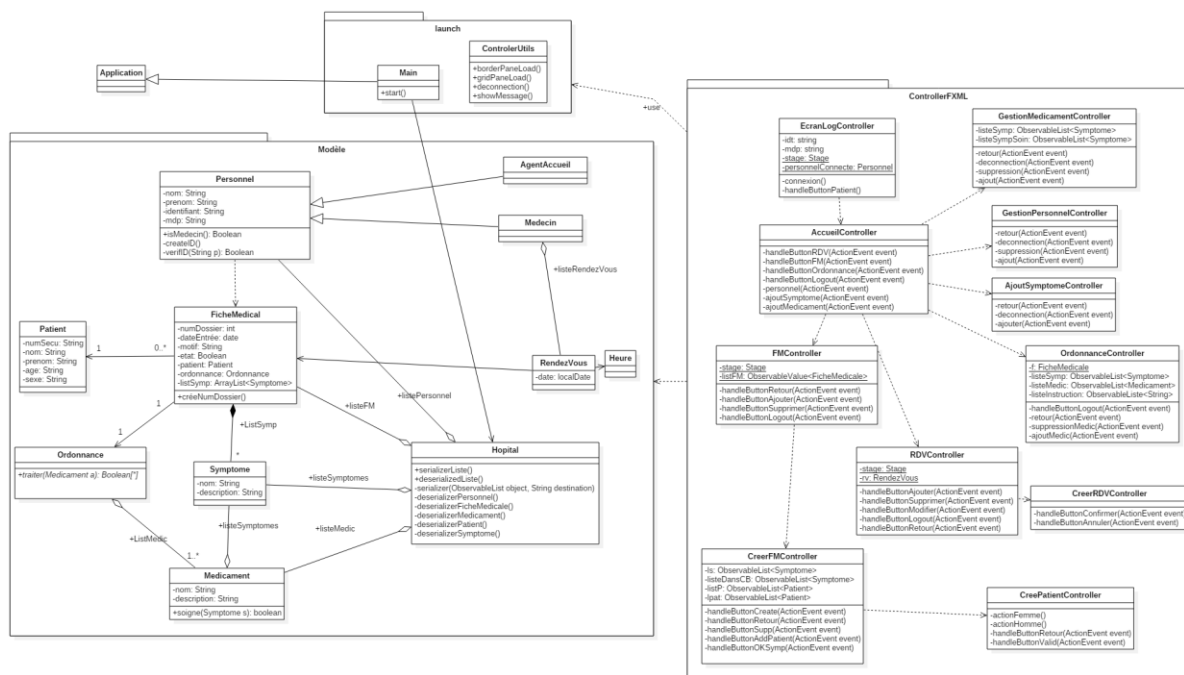 launch
ControlerUtils
+borderPaneLoad()
+gridPaneLoad()
+deconnection()
+showMessage()
Main
+start()
Application
+use
Modèle
AgentAccueil
Personnel
-nom: String
-prenom: String
-identifiant: String
-mdp: String
+isMedecin(): Boolean
-createID()
-verifID(String p): Boolean
Medecin
+listeRendezVous
FicheMedical
-numDossier: int
-dateEntrée: date
-motif: String
-etat: Boolean
-patient: Patient
-ordonnance: Ordonnance
-listSymp: ArrayList<Symptome>
+créeNumDossier()
Patient
-numSecu: String
-nom: String
-prenom: String
-age: String
-sexe: String
1
0..*
RendezVous
-date: localDate
Heure
+listePersonnel
+listeFM
1
1
+ListSymp
*
Ordonnance
+traiter(Medicament a): Boolean[*]
Symptome
-nom: String
-description: String
+listeSymptomes
Hopital
+serializerListe()
+deserializedListe()
-serializer(ObservableList object, String destination)
-deserializerPersonnel()
-deserializerFicheMedicale()
-deserializerMedicament()
-deserializerPatient()
-deserializerSymptome()
+listeSymptomes
+listeMedic
+ListMedic
1..*
Medicament
-nom: String
-description: String
+soigne(Symptome s): boolean
ControllerFXML
EcranLogController
-idt: string
-mdp: string
-stage: Stage
-personnelConnecte: Personnel
-connexion()
-handleButtonPatient()
GestionMedicamentController
-listeSymp: ObservableList<Symptome>
-listeSympSoin: ObservableList<Symptome>
-retour(ActionEvent event)
-deconnection(ActionEvent event)
-suppression(ActionEvent event)
-ajout(ActionEvent event)
AccueilController
-handleButtonRDV(ActionEvent event)
-handleButtonFM(ActionEvent event)
-handleButtonOrdonnance(ActionEvent event)
-handleButtonLogout(ActionEvent event)
-personnel(ActionEvent event)
-ajoutSymptome(ActionEvent event)
-ajoutMedicament(ActionEvent event)
GestionPersonnelController
-retour(ActionEvent event)
-deconnection(ActionEvent event)
-suppression(ActionEvent event)
-ajout(ActionEvent event)
AjoutSymptomeController
-retour(ActionEvent event)
-deconnection(ActionEvent event)
-ajouter(ActionEvent event)
FMController
-stage: Stage
-listFM: ObservableValue<FicheMedicale>
-handleButtonRetour(ActionEvent event)
-handleButtonAjouter(ActionEvent event)
-handleButtonSupprimer(ActionEvent event)
-handleButtonLogout(ActionEvent event)
OrdonnanceController
-f: FicheMedicale
-listeSymp: ObservableList<Symptome>
-listeMedic: ObservableList<Medicament>
-listeInstruction: ObservableListe<String>
-handleButtonLogout(ActionEvent event)
-retour(ActionEvent event)
-suppressionMedic(ActionEvent event)
-ajoutMedic(ActionEvent event)
RDVController
-stage: Stage
-rv: RendezVous
-handleButtonAjouter(ActionEvent event)
-handleButtonSupprimer(ActionEvent event)
-handleButtonModifier(ActionEvent event)
-handleButtonLogout(ActionEvent event)
-handleButtonRetour(ActionEvent event)
CreerRDVController
-handleButtonConfirmer(ActionEvent event)
-handleButtonAnnuler(ActionEvent event)
CreerFMController
-ls: ObservableList<Symptome>
-listeDansCB: ObservableList<Symptome>
-listP: ObservableList<Patient>
-lpat: ObservableList<Patient>
-handleButtonCreate(ActionEvent event)
-handleButtonRetour(ActionEvent event)
-handleButtonSupp(ActionEvent event)
-handleButtonAddPatient(ActionEvent event)
-handleButtonOKSymp(ActionEvent event)
CreePatientController
-actionFemme()
-actionHomme()
-handleButtonRetour(ActionEvent event)
-handleButtonValid(ActionEvent event)